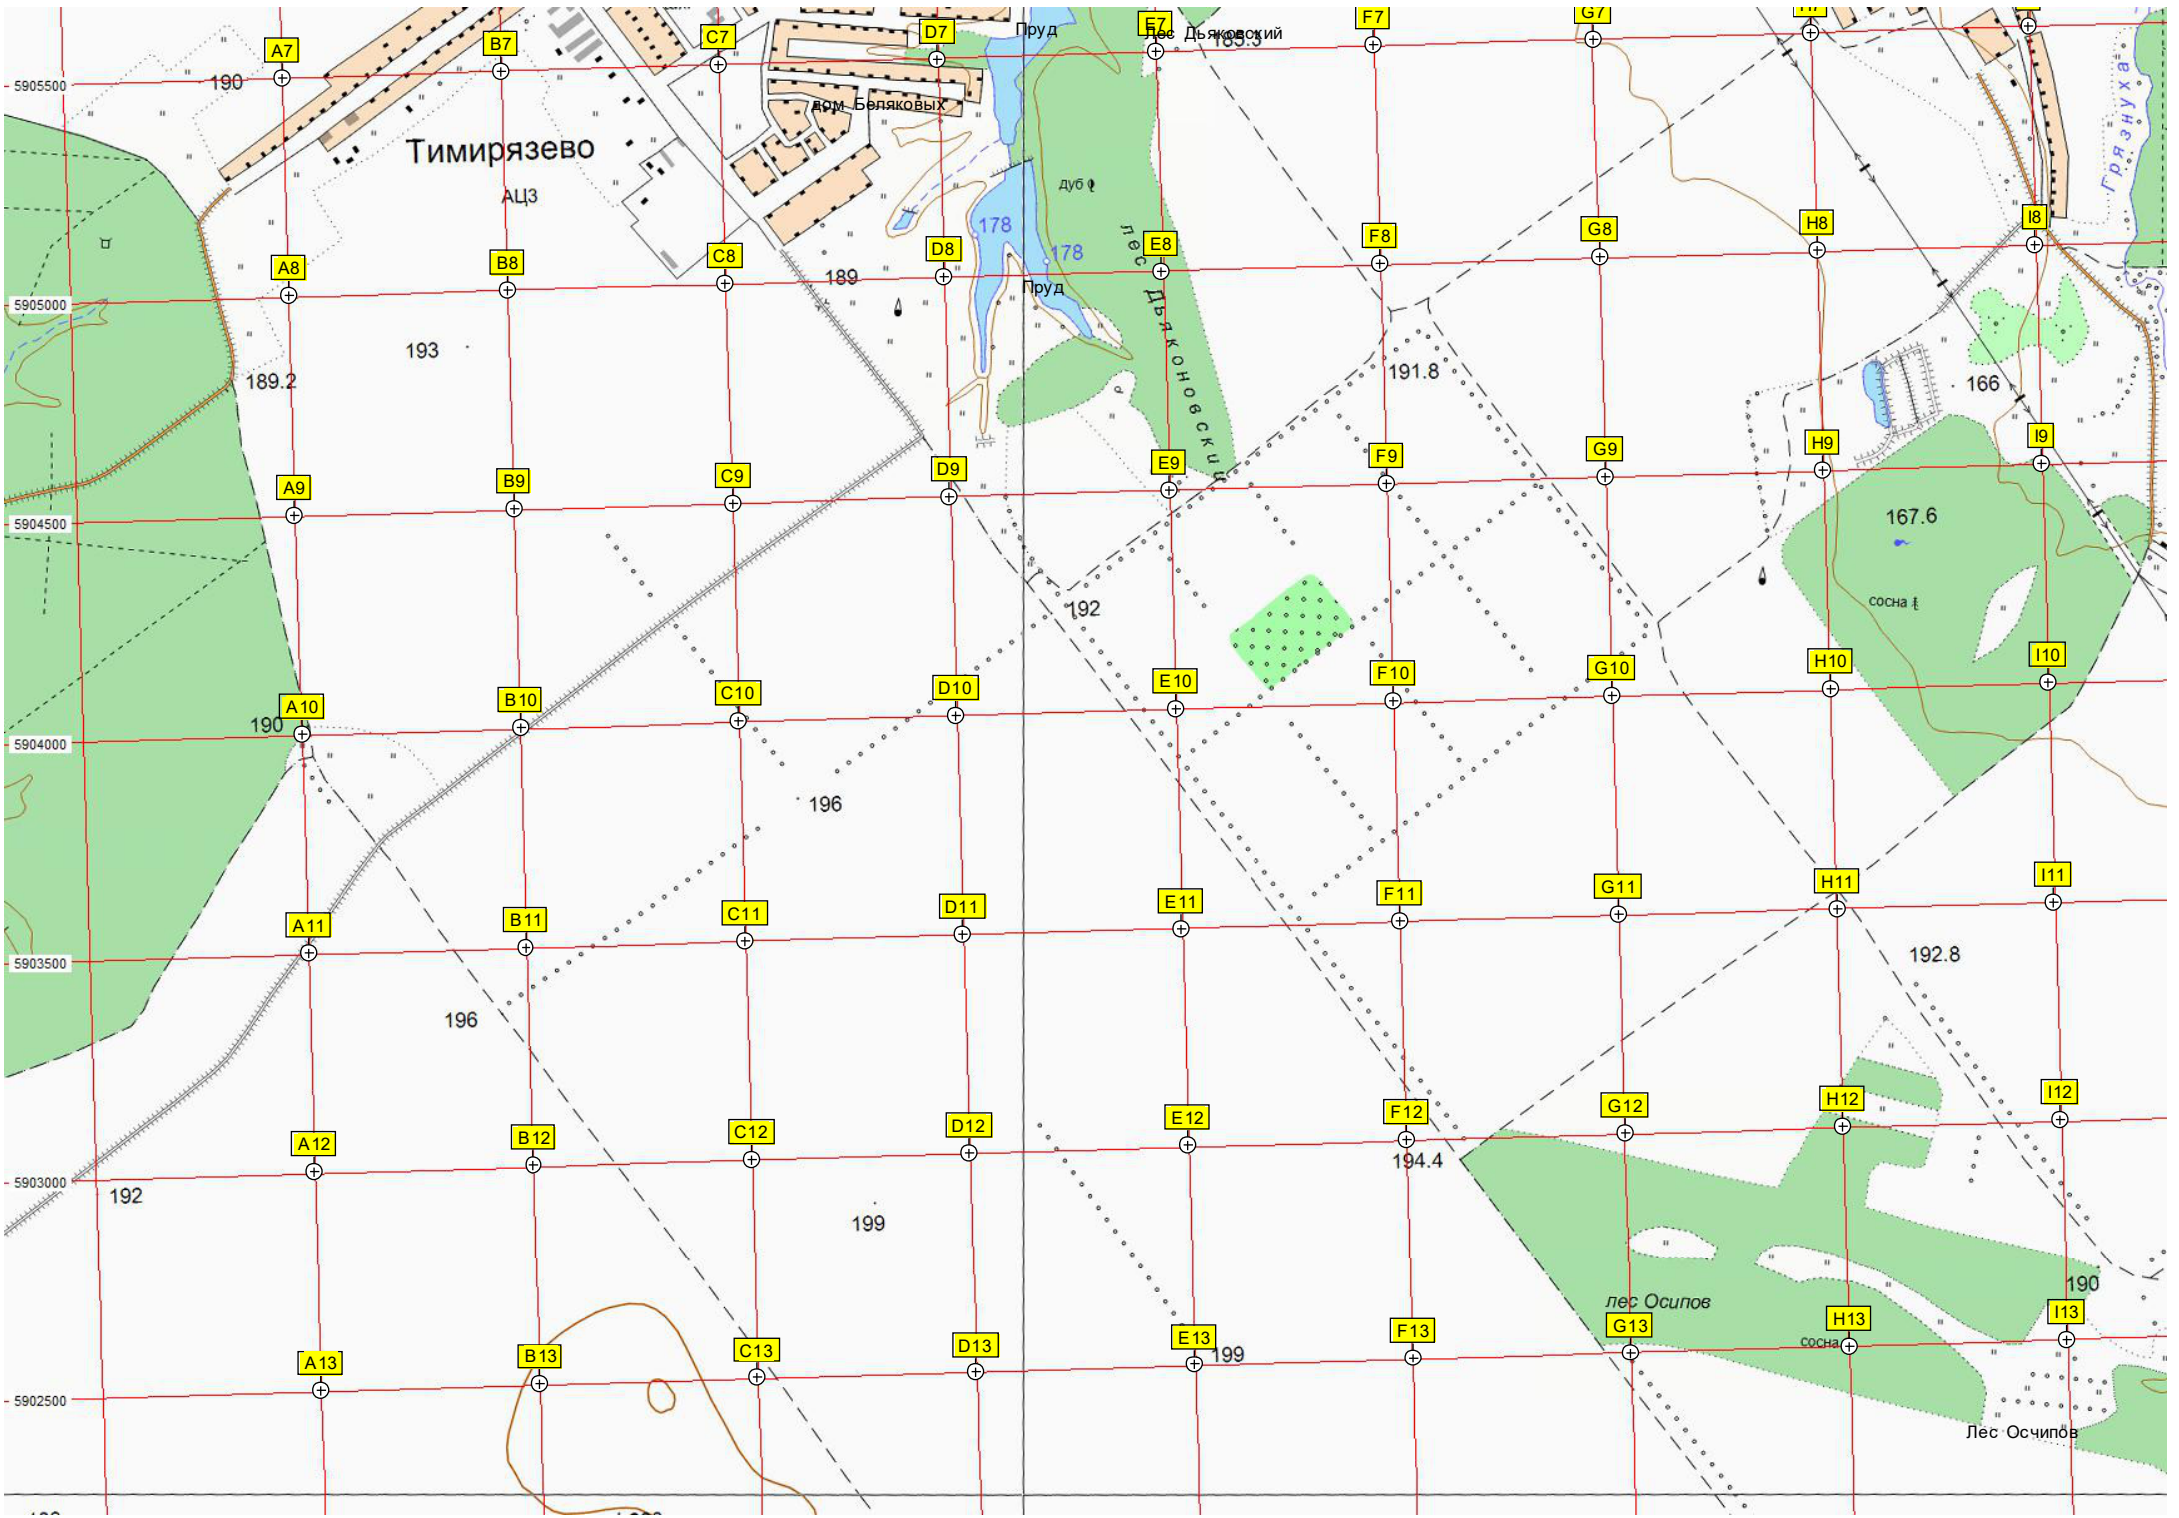 A7
B7
C7
D7
Пруд
E7
Лес Дьяковский
185.3
F7
G7
H7
190
5905500
дом Беляковых
Тимирязево
АЦ3
дуб
Грязнуха
178
178
лес Дьяконовский
A8
B8
C8
189
D8
Пруд
E8
F8
G8
H8
I8
5905000
193
189.2
191.8
166
A9
B9
C9
D9
E9
F9
G9
H9
I9
5904500
167.6
192
сосна
A10
190
B10
C10
D10
E10
F10
G10
H10
I10
5904000
196
A11
B11
C11
D11
E11
F11
G11
H11
I11
5903500
192.8
196
A12
B12
C12
D12
E12
F12
G12
H12
I12
5903000
192
194.4
199
190
лес Осипов
A13
B13
C13
D13
E13
199
F13
G13
H13
сосна
I13
5902500
Лес Осчипов